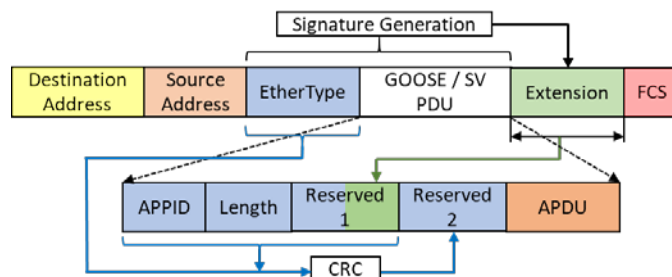 Signature Generation
Destination
Address
Source
Address
EtherType
GOOSE / SV
PDU
Extension
FCS
APPID
Length
Reserved
1
Reserved
2
APDU
CRC